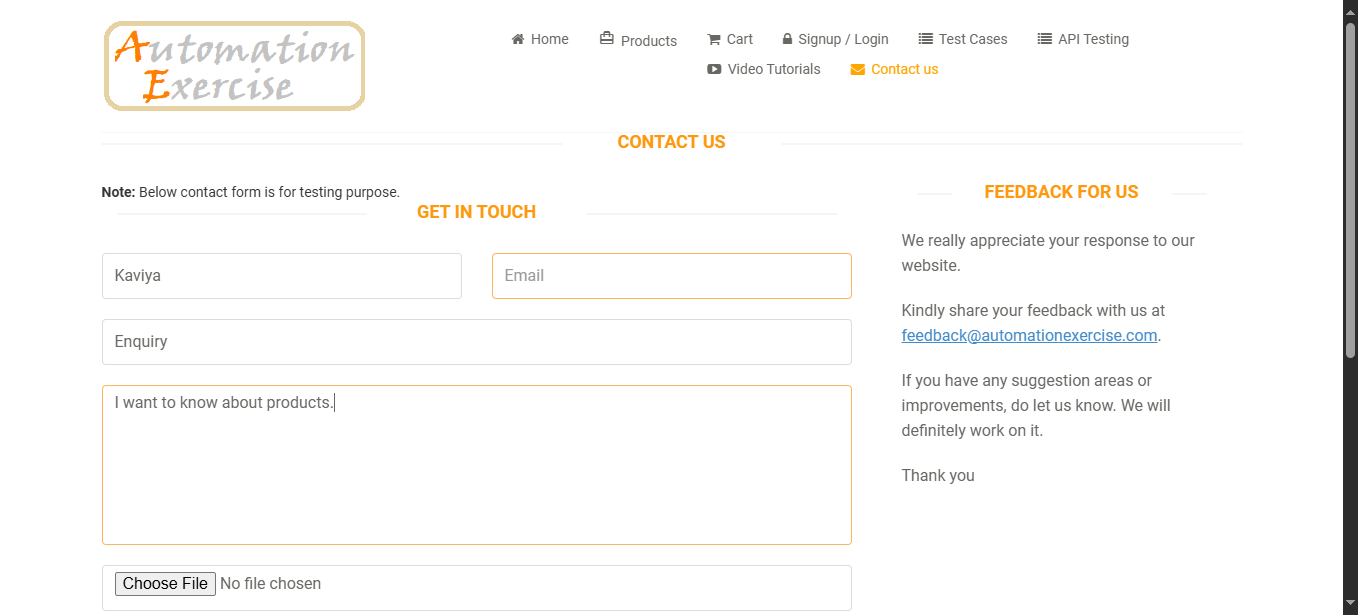 Automation
Exercise
Home Products Cart Signup / Login Test Cases API Testing
Video Tutorials Contact us
CONTACT US
Note: Below contact form is for testing purpose.
GET IN TOUCH
Kaviya
Email
Enquiry
I want to know about products.
Choose File No file chosen
FEEDBACK FOR US
We really appreciate your response to our
website.
Kindly share your feedback with us at
feedback@automationexercise.com.
If you have any suggestion areas or
improvements, do let us know. We will
definitely work on it.
Thank you